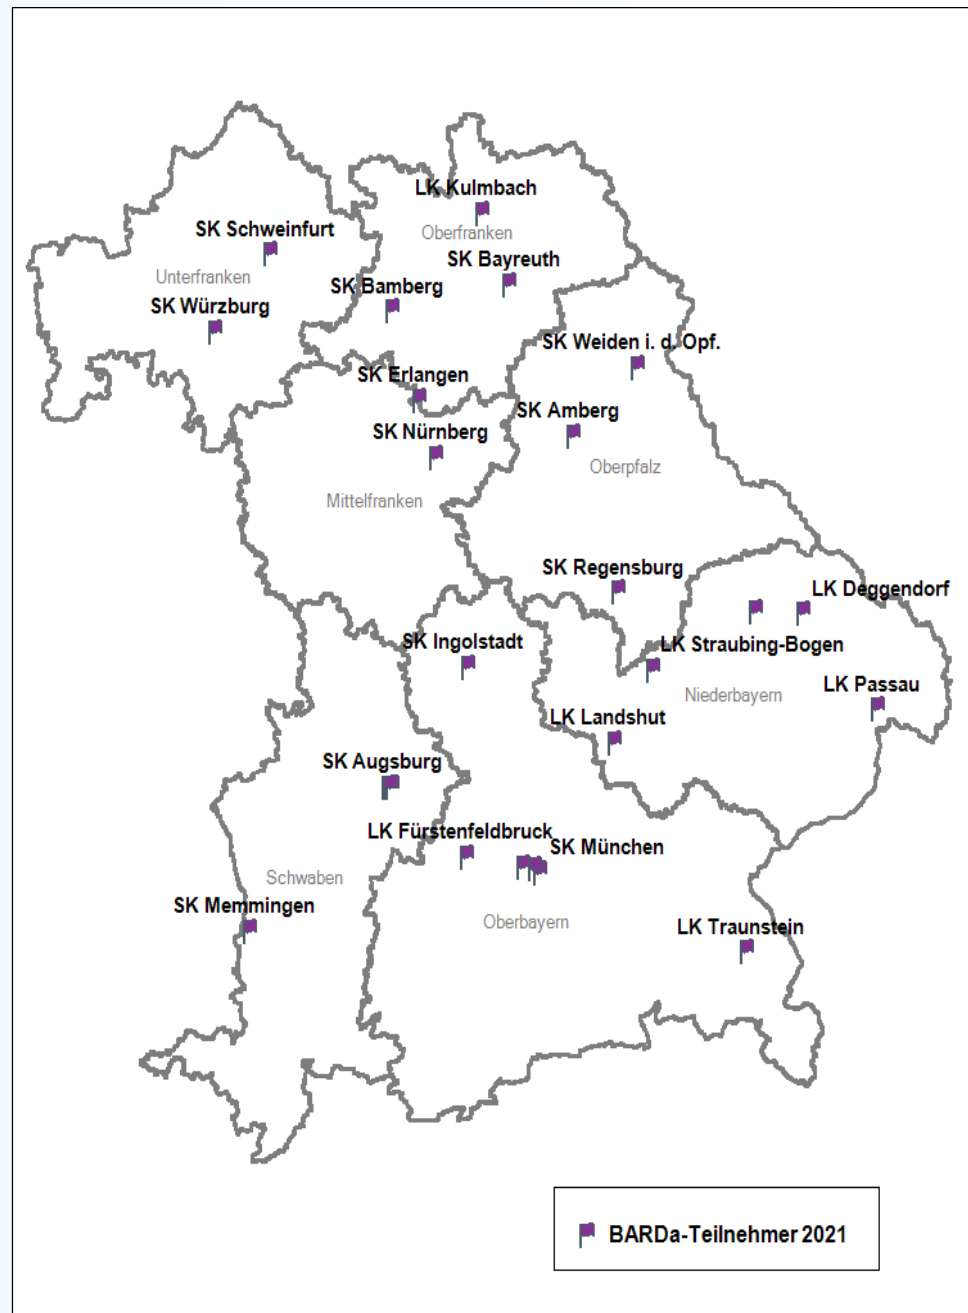 LK Kulmbach
SK Schweinfurt
Oberfranken
SK Bayreuth
Unterfranken
SK Bamberg
SK Würzburg
SK Weiden i. d. Opf.
SK Erlangen
SK Amberg
SK Nürnberg
Oberpfalz
Mittelfranken
SK Regensburg
LK Deggendorf
SK Ingolstadt
LK Straubing-Bogen
LK Passau
Niederbayern
LK Landshut
SK Augsburg
LK Fürstenfeldbruck
SK München
Schwaben
SK Memmingen
Oberbayern
LK Traunstein
BARDa-Teilnehmer 2021